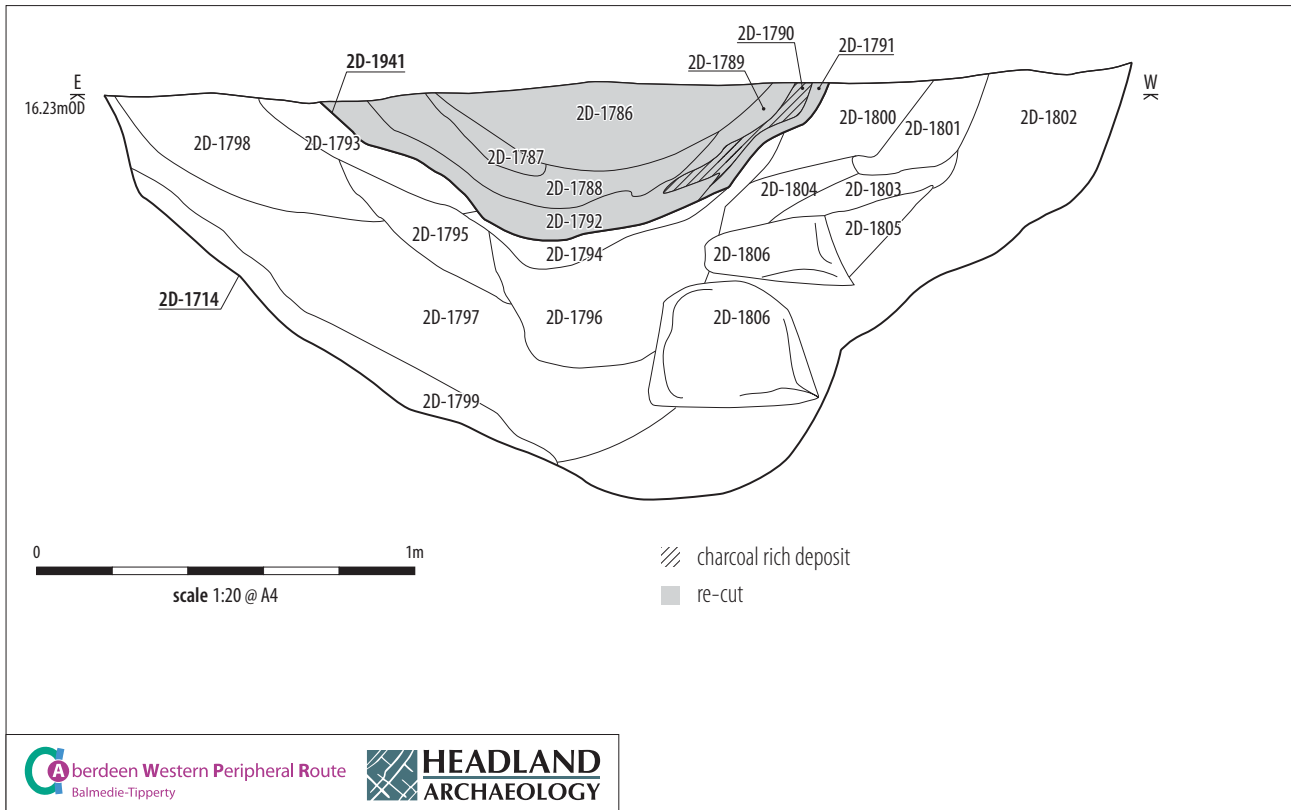 2D-1790
2D-1791
2D-1789
2D-1941
E
W
16.23mOD
2D-1786
2D-1800
2D-1801
2D-1802
2D-1798
2D-1793
2D-1787
2D-1788
2D-1804
2D-1803
2D-1792
2D-1795
2D-1794
2D-1806
2D-1805
2D-1714
2D-1797
2D-1796
2D-1806
2D-1799
0 1m
scale 1:20 @ A4
charcoal rich deposit
re-cut
Aberdeen Western Peripheral Route
Balmedie-Tipperty
HEADLAND
ARCHAEOLOGY